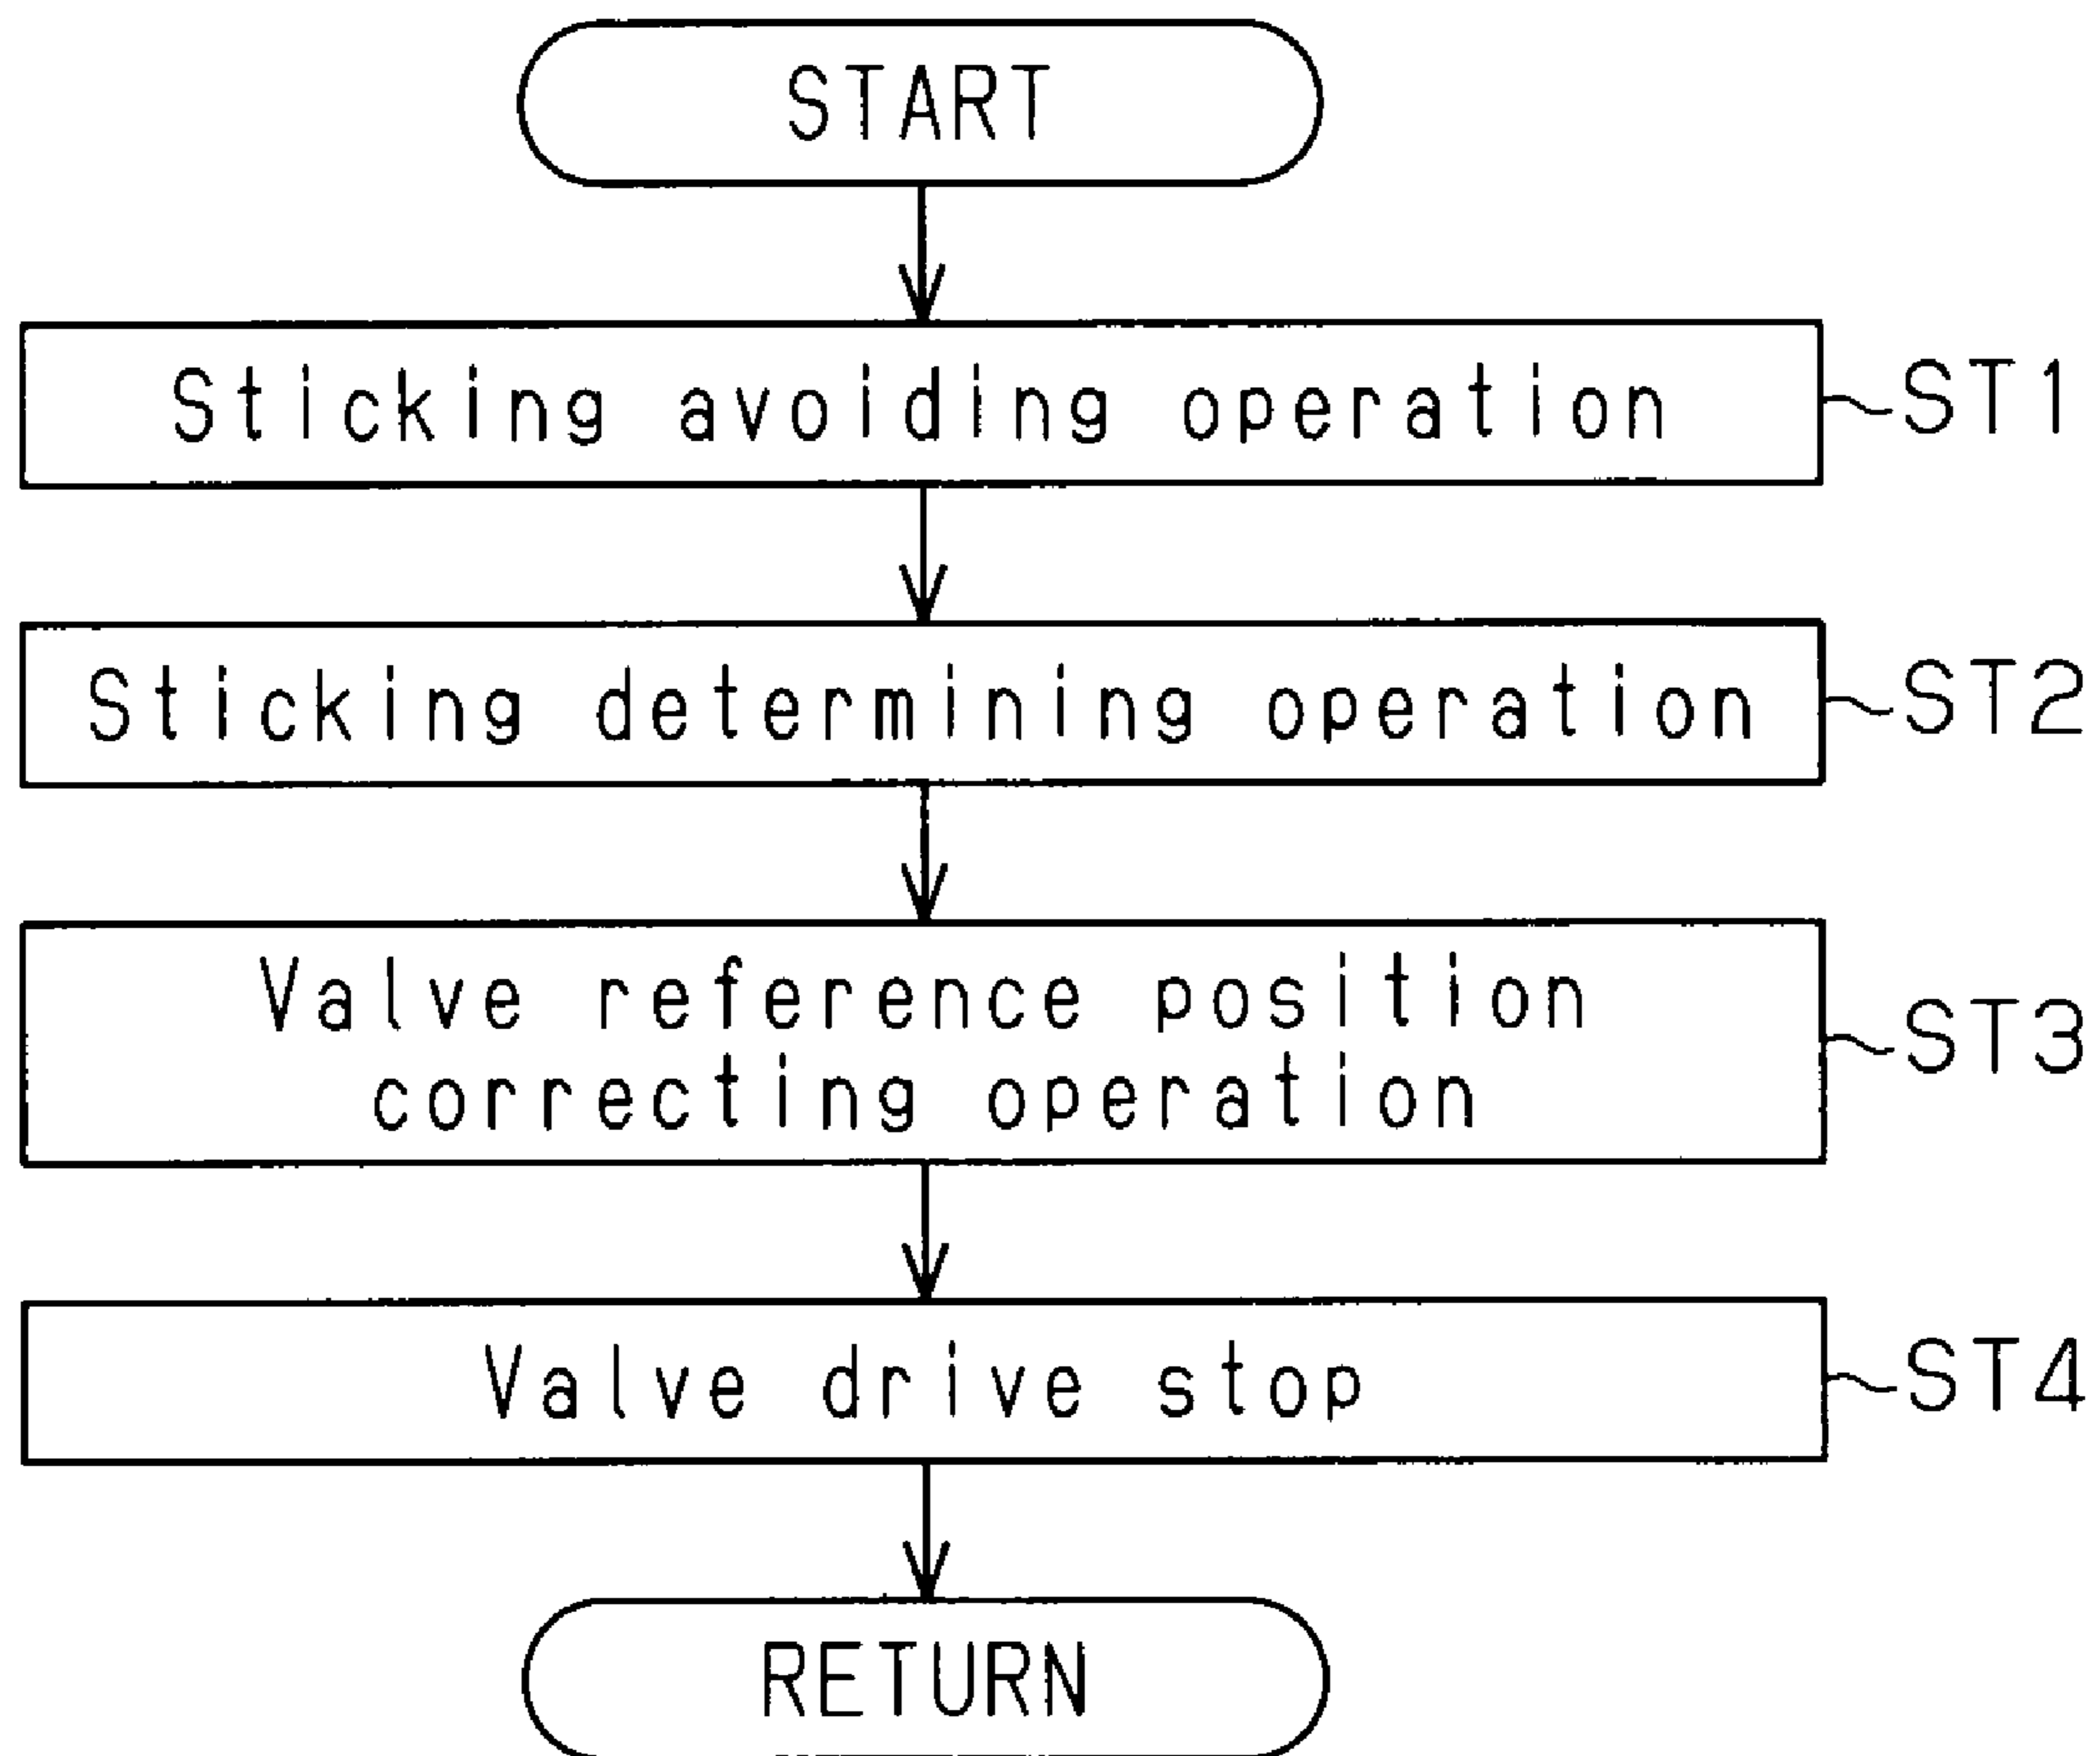 START
Sticking avoiding operation
ST1
Sticking determining operation
ST2
Valve reference position
correcting operation
ST3
Valve drive stop
ST4
RETURN